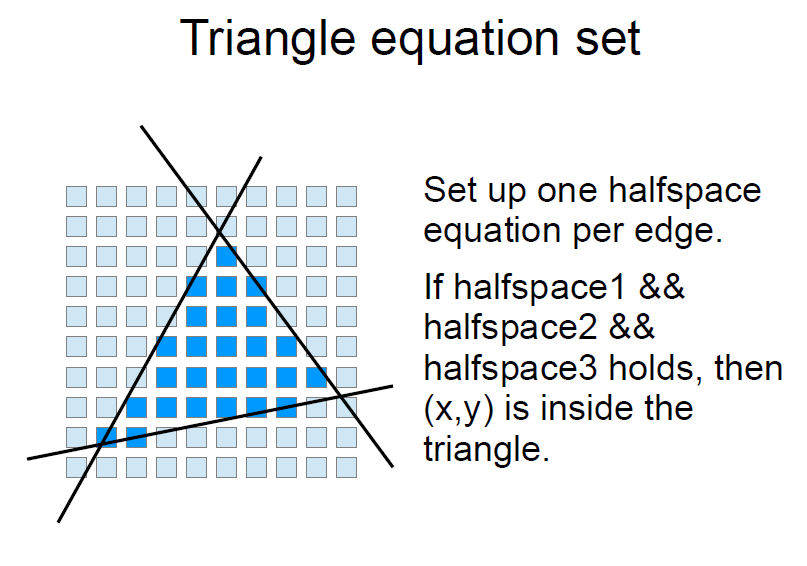 Triangle equation set
Set up one halfspace
equation per edge.
If halfspace1 &&
halfspace2 &&
halfspace3 holds, then
(x,y) is inside the
triangle.